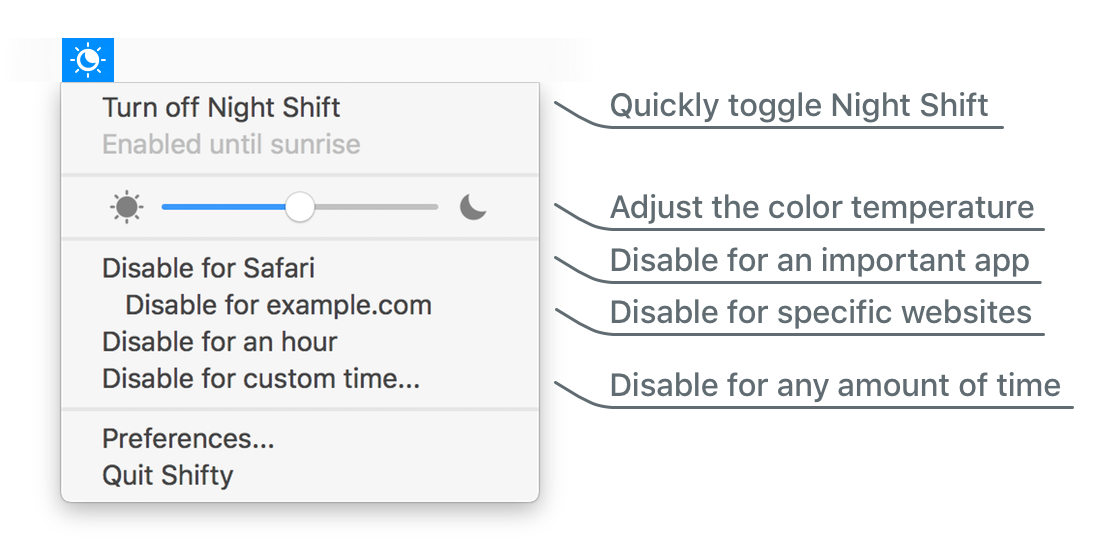 Turn off Night Shift
Enabled until sunrise
Disable for Safari
Disable for example.com
Disable for an hour
Disable for custom time...
Preferences...
Quit Shifty
Quickly toggle Night Shift
Adjust the color temperature
Disable for an important app
Disable for specific websites
Disable for any amount of time